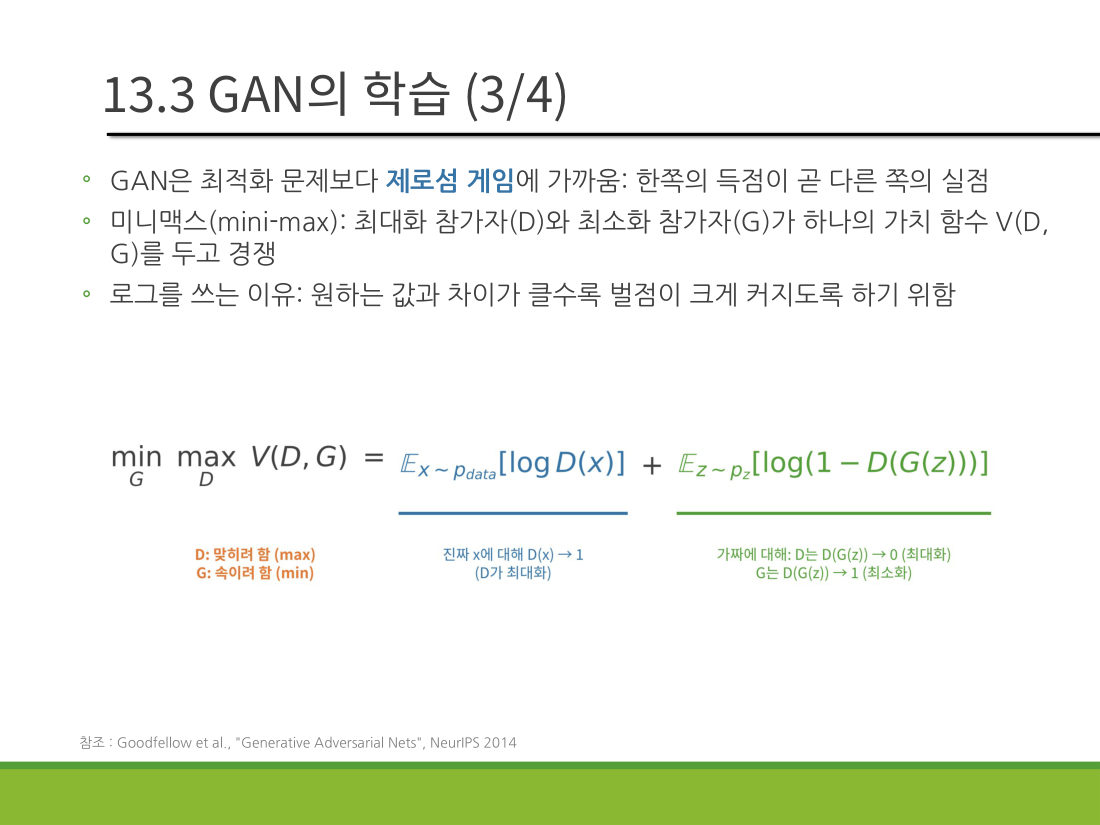 13.3 GAN의 학습 (3/4)
GAN은 최적화 문제보다 제로섬 게임에 가까움: 한쪽의 득점이 곧 다른 쪽의 실점
미니맥스(mini-max): 최대화 참가자(D)와 최소화 참가자(G)가 하나의 가치 함수 V(D,
G)를 두고 경쟁
로그를 쓰는 이유: 원하는 값과 차이가 클수록 벌점이 크게 커지도록 하기 위함
min_G max_D V(D, G) = 𝔼_{x∼p_data}[log D(x)] + 𝔼_{z∼p_z}[log(1 − D(G(z)))]
D: 맞히려 함 (max)
G: 속이려 함 (min)
진짜 x에 대해 D(x) → 1
(D가 최대화)
가짜에 대해: D는 D(G(z)) → 0 (최대화)
G는 D(G(z)) → 1 (최소화)
참조 : Goodfellow et al., "Generative Adversarial Nets", NeurIPS 2014